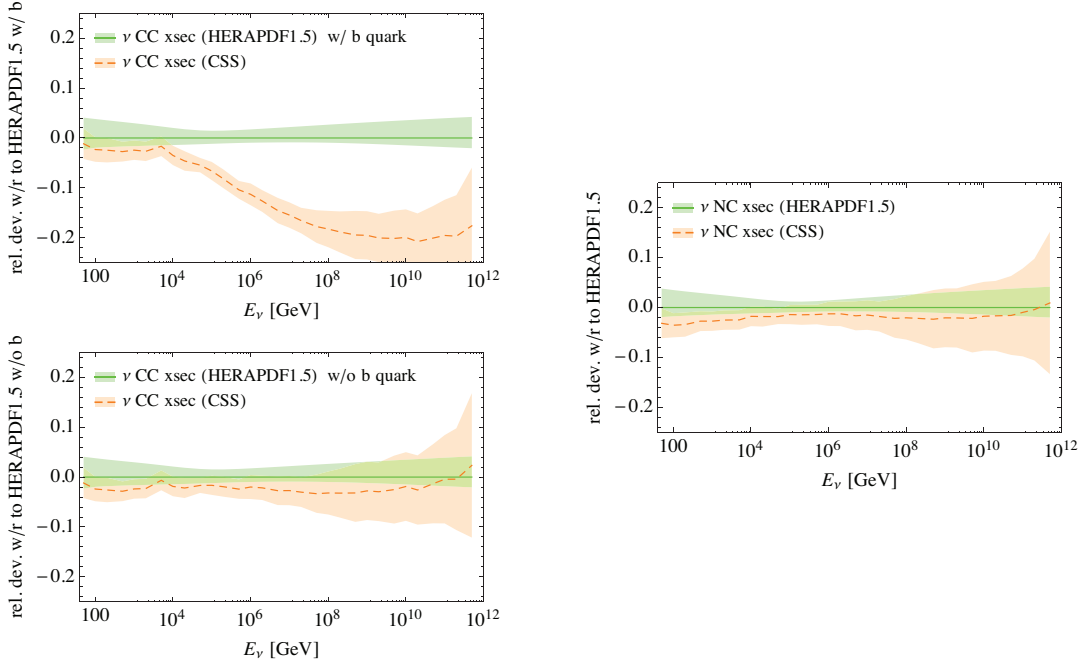 rel. dev. w/r to HERAPDF1.5 w/ b
0.2
0.1
0.0
−0.1
−0.2
ν CC xsec (HERAPDF1.5) w/ b quark
ν CC xsec (CSS)
100
10^4
10^6
10^8
10^10
10^12
E_ν [GeV]
rel. dev. w/r to HERAPDF1.5 w/o b
0.2
0.1
0.0
−0.1
−0.2
ν CC xsec (HERAPDF1.5) w/o b quark
ν CC xsec (CSS)
100
10^4
10^6
10^8
10^10
10^12
E_ν [GeV]
rel. dev. w/r to HERAPDF1.5
0.2
0.1
0.0
−0.1
−0.2
ν NC xsec (HERAPDF1.5)
ν NC xsec (CSS)
100
10^4
10^6
10^8
10^10
10^12
E_ν [GeV]